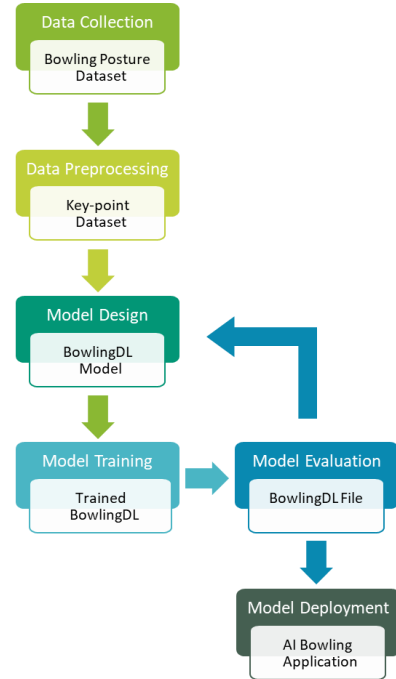 Data Collection
Bowling Posture
Dataset
Data Preprocessing
Key-point
Dataset
Model Design
BowlingDL
Model
Model Training
Trained
BowlingDL
Model Evaluation
BowlingDL File
Model Deployment
AI Bowling
Application